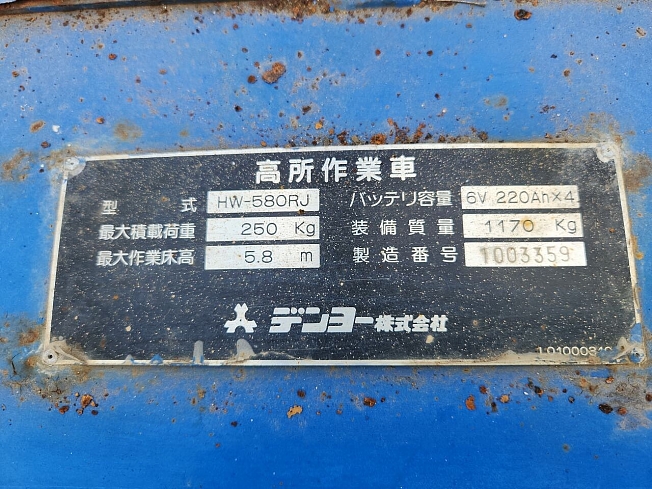 高所作業車
型式 HW-580RJ バッテリ容量 6V 220Ah×4
最大積載荷重 250 Kg 装備質量 1170 Kg
最大作業床高 5.8 m 製造番号 1003359
デンヨー株式会社